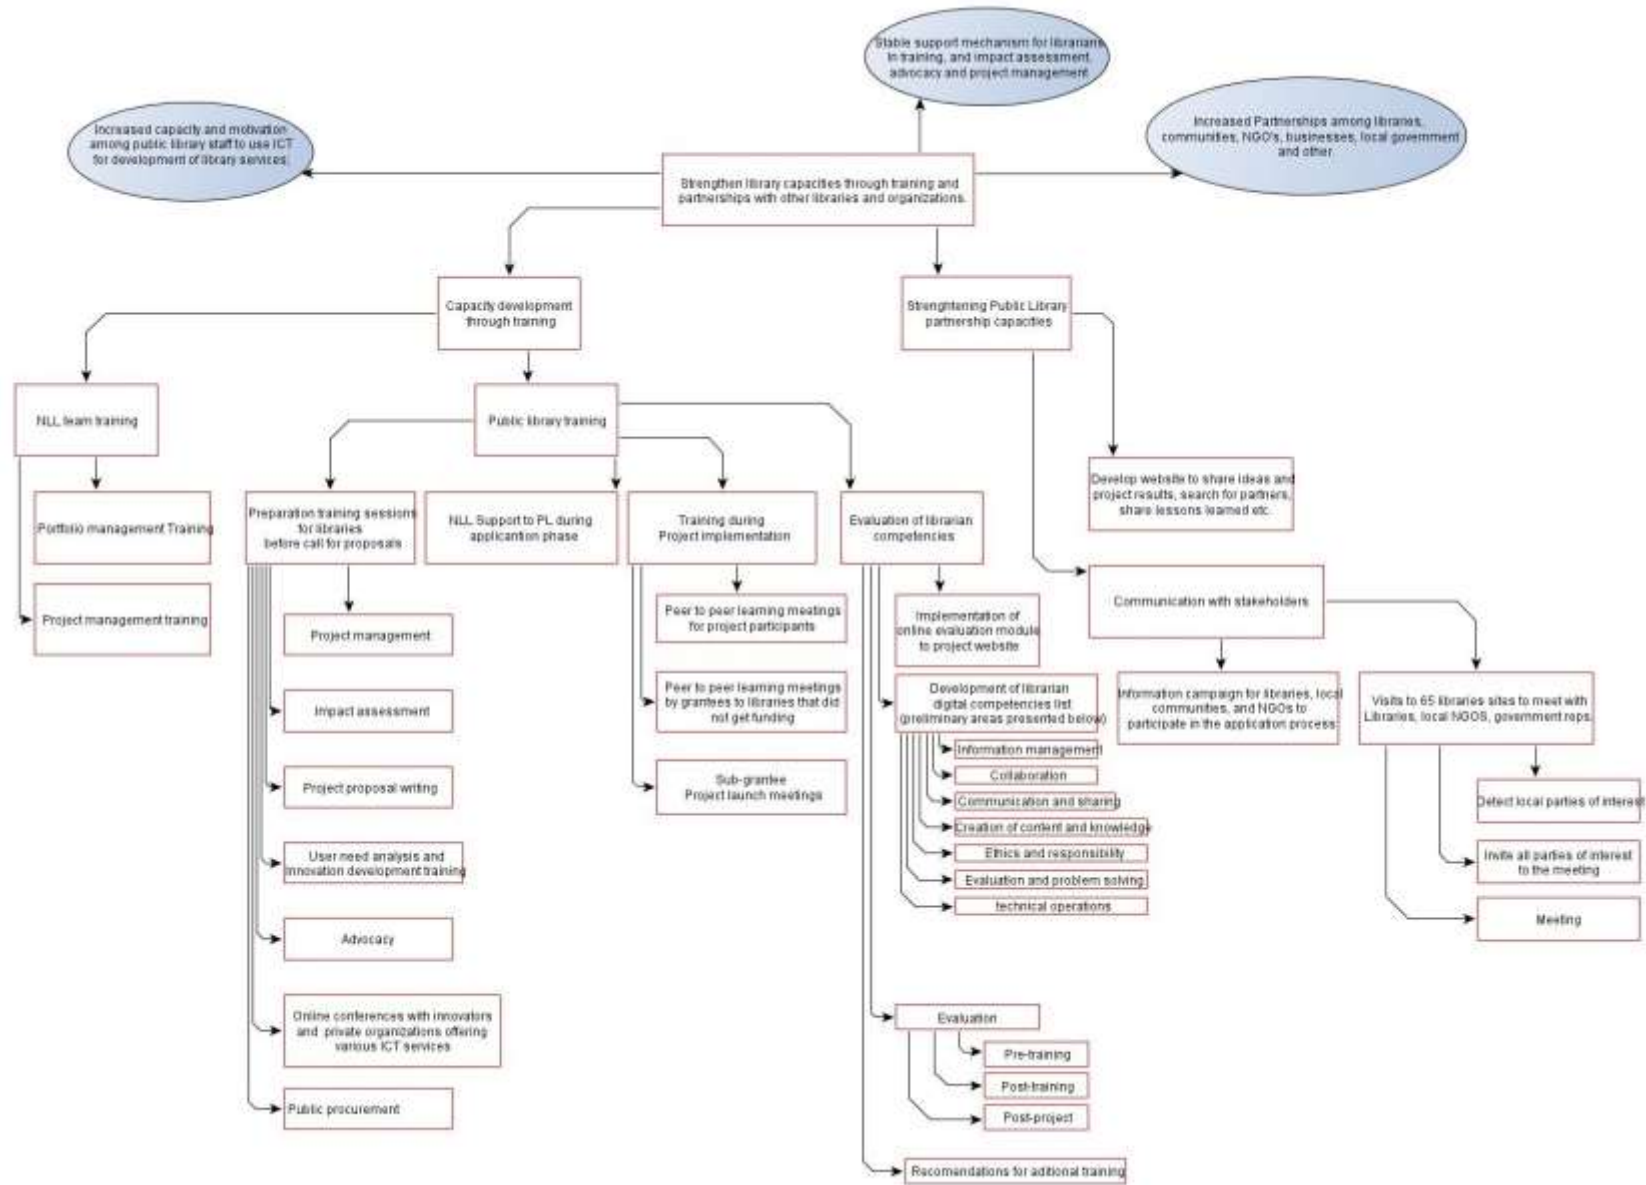 Stable support mechanism for librarians
In training, and impact assessment,
advocacy and project management
Increased capacity and motivation
among public library staff to use ICT
for development of library services.
Increased Partnerships among libraries,
communities, NGO's, businesses, local government
and other
Strengthen library capacities through training and
partnerships with other libraries and organizations.
Capacity development
through training
Strenghtening Public Library
partnership capacities
NLL team training
Public library training
Portfolio management Training
Project management training
Preparation training sessions
for libraries
before call for proposals
NLL Support to PL during
applicantion phase
Training during
Project implementation
Evaluation of librarian
competencies
Develop website to share ideas and
project results, search for partners,
share lessons learned etc.
Project management
Impact assessment
Project proposal writing
User need analysis and
Innovation development training
Advocacy
Online conferences with innovators
and private organizations offering
various ICT services
Public procurement
Peer to peer learning meetings
for project participants
Peer to peer learning meetings
by grantees to libraries that did
not get funding
Sub-grantee
Project launch meetings
Implementation of
online evaluation module
to project website
Development of librarian
digital competencies list
(preliminary areas presented below)
Information management
Collaboration
Communication and sharing
Creation of content and knowledge
Ethics and responsibility
Evaluation and problem solving
technical operations
Evaluation
Pre-training
Post-training
Post-project
Recomendations for aditional training
Communication with stakeholders
Information campaign for libraries, local
communities, and NGOs to
participate in the application process
Visits to 65 libraries sites to meet with
Libraries, local NGOS, government reps.
Detect local parties of interest
Invite all parties of interest
to the meeting
Meeting